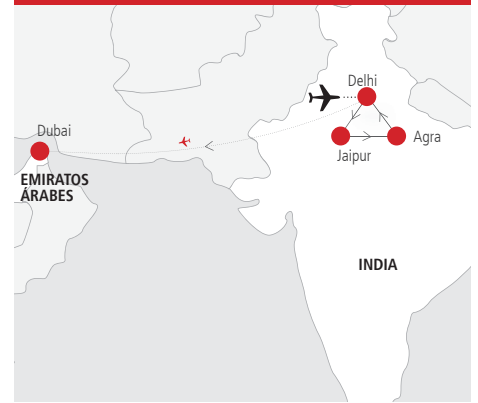 Delhi
Dubai
Agra
Jaipur
EMIRATOS
ÁRABES
INDIA